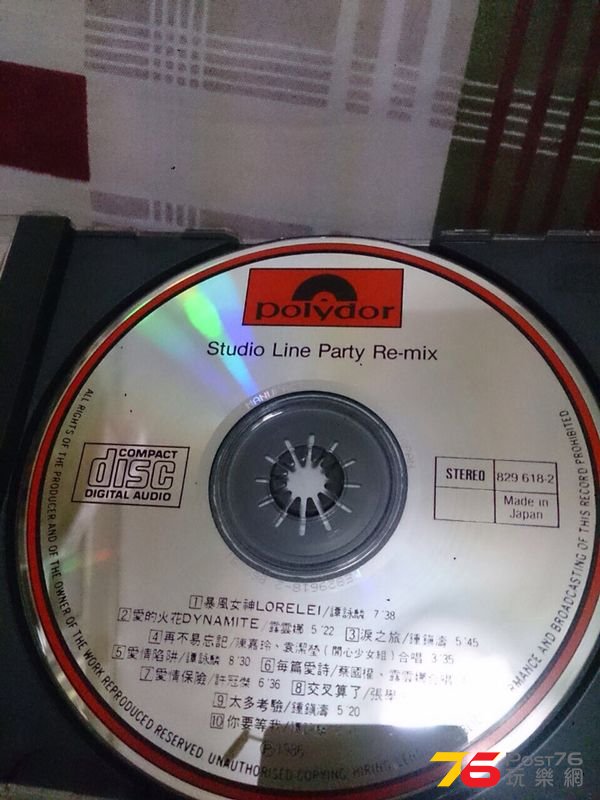 polydor
Studio Line Party Re-mix
COMPACT
disc
DIGITAL AUDIO
STEREO 829 618-2
Made in
Japan
1 暴風女神LORELEI/譚詠麟 7'38
2 愛的火花DYNAMITE/露雲娜 5'22 3 淚之旅/鍾鎮濤 5'45
4 再不易忘記/陳嘉玲、袁潔瑩(開心少女組)合唱 3'35
5 愛情陷阱/譚詠麟 8'30 6 每篇愛詩/蔡國權、露雲娜合唱
7 愛情保險/許冠傑 6'36 8 交叉算了/張學
9 太多考驗/鍾鎮濤 5'20
10 你要等我/
℗1986
ALL RIGHTS OF THE PRODUCER AND OF THE OWNER OF THE WORK REPRODUCED RESERVED. UNAUTHORISED COPYING, HIRING,
RMANCE AND BROADCASTING OF THIS RECORD PROHIBITED
76 Post76
玩樂網